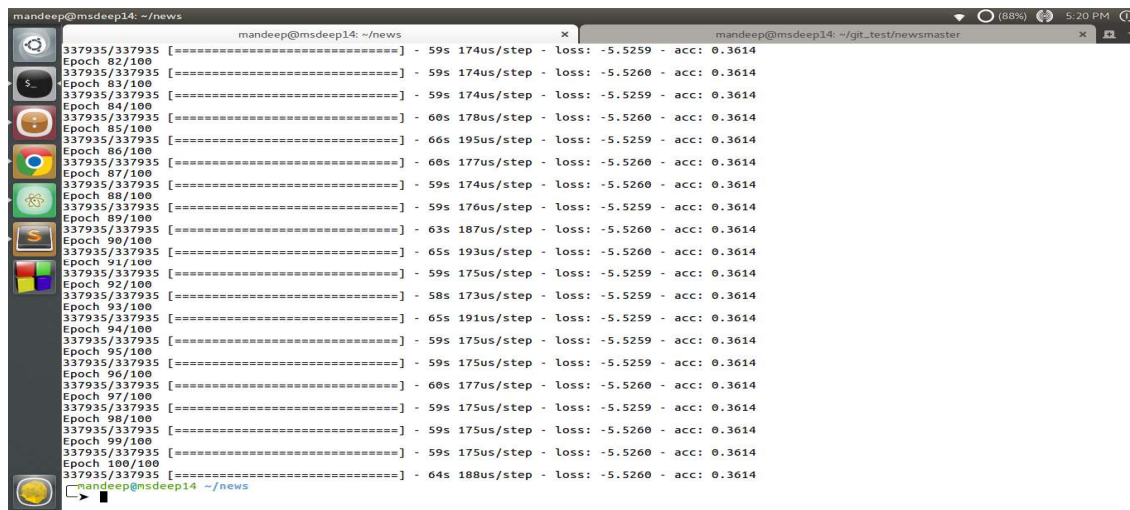 mandeep@msdeep14: ~/news
(88%) 5:20 PM
mandeep@msdeep14: ~/news × mandeep@msdeep14: ~/git_test/newsmaster ×
337935/337935 [==============================] - 59s 174us/step - loss: -5.5259 - acc: 0.3614
Epoch 82/100
337935/337935 [==============================] - 59s 174us/step - loss: -5.5260 - acc: 0.3614
Epoch 83/100
337935/337935 [==============================] - 59s 174us/step - loss: -5.5259 - acc: 0.3614
Epoch 84/100
337935/337935 [==============================] - 60s 178us/step - loss: -5.5260 - acc: 0.3614
Epoch 85/100
337935/337935 [==============================] - 66s 195us/step - loss: -5.5259 - acc: 0.3614
Epoch 86/100
337935/337935 [==============================] - 60s 177us/step - loss: -5.5260 - acc: 0.3614
Epoch 87/100
337935/337935 [==============================] - 59s 174us/step - loss: -5.5260 - acc: 0.3614
Epoch 88/100
337935/337935 [==============================] - 59s 176us/step - loss: -5.5260 - acc: 0.3614
Epoch 89/100
337935/337935 [==============================] - 63s 187us/step - loss: -5.5260 - acc: 0.3614
Epoch 90/100
337935/337935 [==============================] - 65s 193us/step - loss: -5.5260 - acc: 0.3614
Epoch 91/100
337935/337935 [==============================] - 59s 175us/step - loss: -5.5259 - acc: 0.3614
Epoch 92/100
337935/337935 [==============================] - 58s 173us/step - loss: -5.5260 - acc: 0.3614
Epoch 93/100
337935/337935 [==============================] - 65s 191us/step - loss: -5.5259 - acc: 0.3614
Epoch 94/100
337935/337935 [==============================] - 59s 175us/step - loss: -5.5260 - acc: 0.3614
Epoch 95/100
337935/337935 [==============================] - 59s 175us/step - loss: -5.5259 - acc: 0.3614
Epoch 96/100
337935/337935 [==============================] - 60s 177us/step - loss: -5.5260 - acc: 0.3614
Epoch 97/100
337935/337935 [==============================] - 59s 175us/step - loss: -5.5259 - acc: 0.3614
Epoch 98/100
337935/337935 [==============================] - 59s 175us/step - loss: -5.5260 - acc: 0.3614
Epoch 99/100
337935/337935 [==============================] - 59s 175us/step - loss: -5.5260 - acc: 0.3614
Epoch 100/100
337935/337935 [==============================] - 64s 188us/step - loss: -5.5260 - acc: 0.3614
mandeep@msdeep14 ~/news